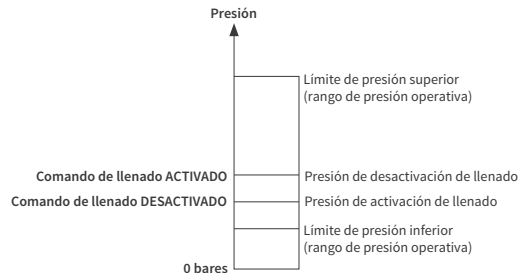 Presión
Límite de presión superior
(rango de presión operativa)
Comando de llenado ACTIVADO
Presión de desactivación de llenado
Comando de llenado DESACTIVADO
Presión de activación de llenado
Límite de presión inferior
(rango de presión operativa)
0 bares